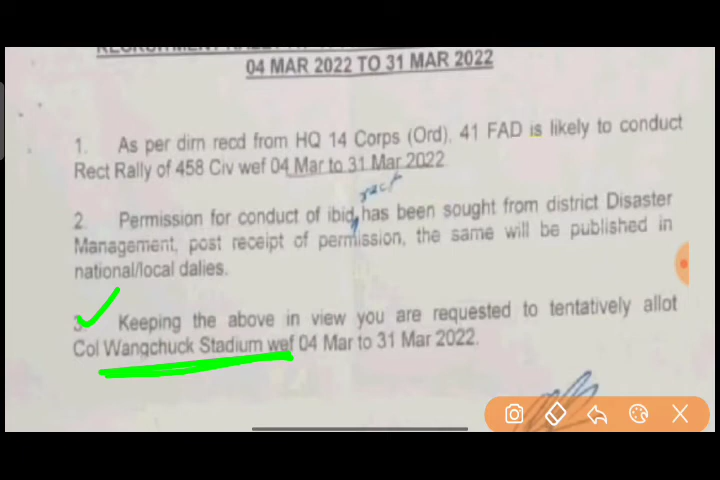 04 MAR 2022 TO 31 MAR 2022
1. As per dirn recd from HQ 14 Corps (Ord), 41 FAD is likely to conduct
Rect Rally of 458 Civ wef 04 Mar to 31 Mar 2022
rect
2. Permission for conduct of ibid, has been sought from district Disaster
Management, post receipt of permission, the same will be published in
national/local dalies.
3. Keeping the above in view you are requested to tentatively allot
Col Wangchuck Stadium wef 04 Mar to 31 Mar 2022.